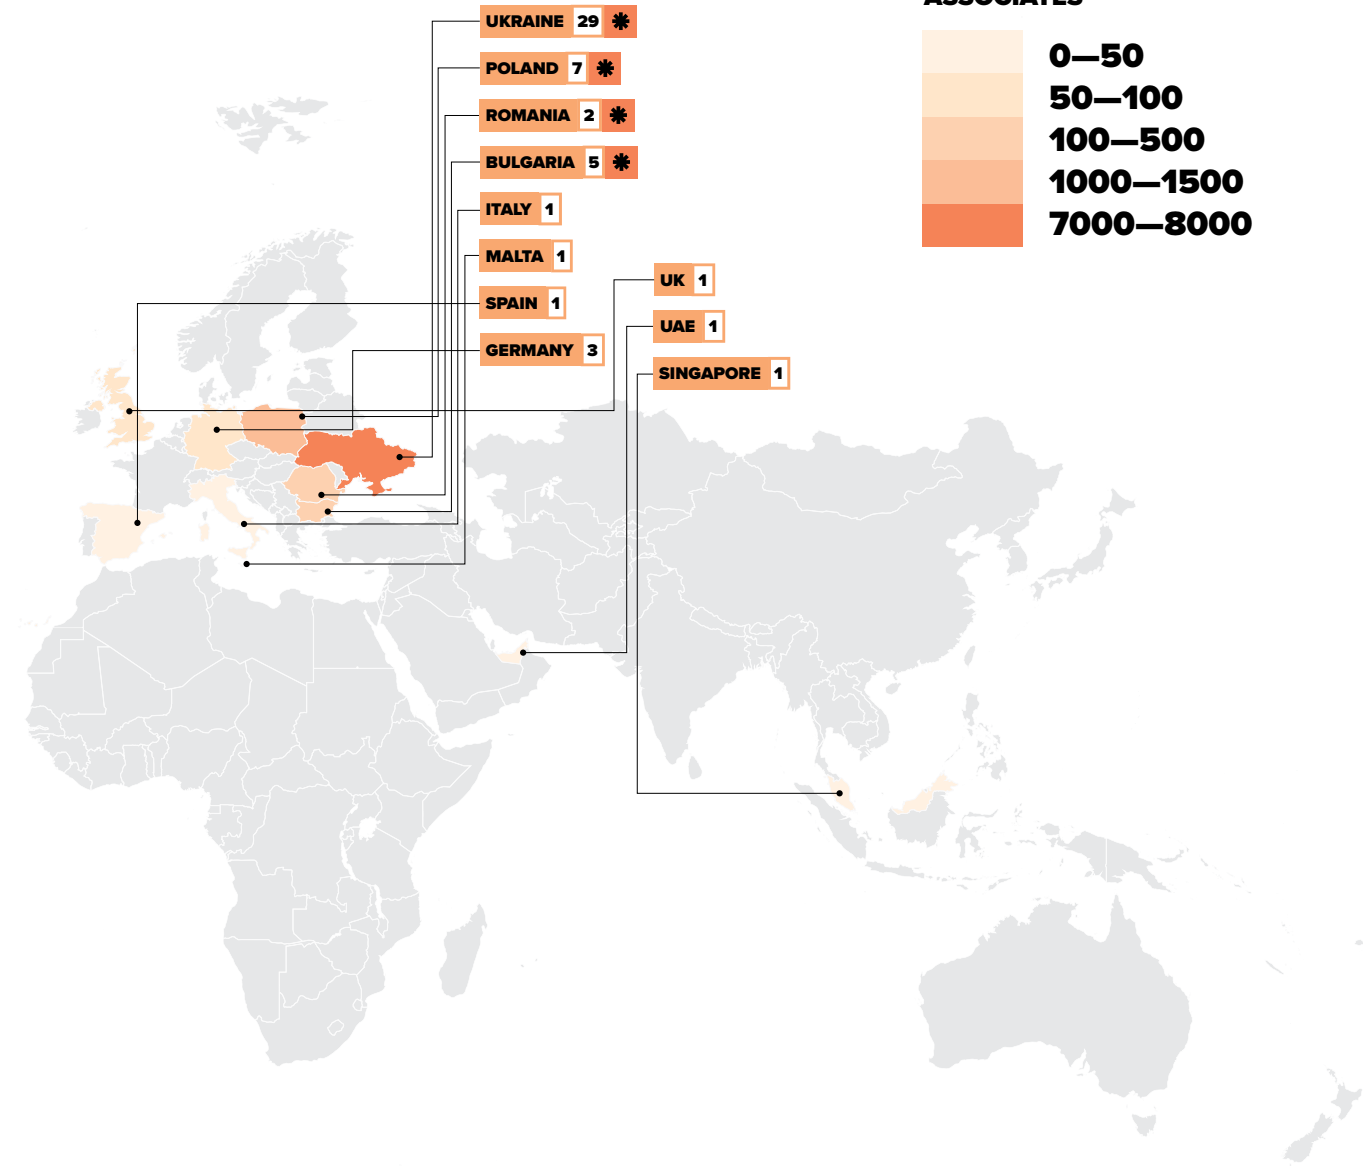 ASSOCIATES
0—50
50—100
100—500
1000—1500
7000—8000
UKRAINE 29 *
POLAND 7 *
ROMANIA 2 *
BULGARIA 5 *
ITALY 1
MALTA 1
SPAIN 1
GERMANY 3
UK 1
UAE 1
SINGAPORE 1